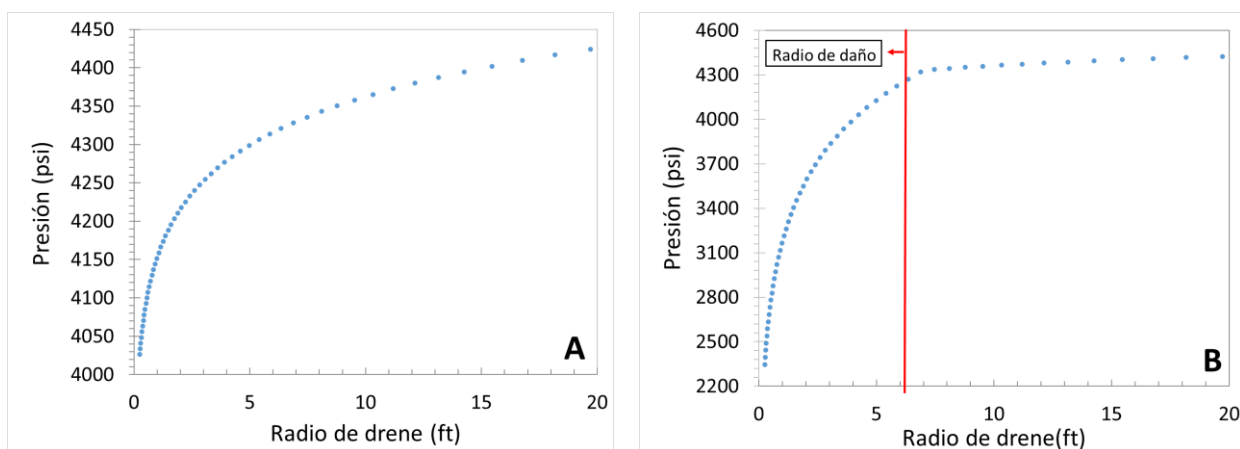 4450
4400
4350
4300
4250
4200
4150
4100
4050
4000
Presión (psi)
0 5 10 15 20
Radio de drene (ft)
A
4600
4300
4000
3700
3400
3100
2800
2500
2200
Presión (psi)
Radio de daño
0 5 10 15 20
Radio de drene(ft)
B